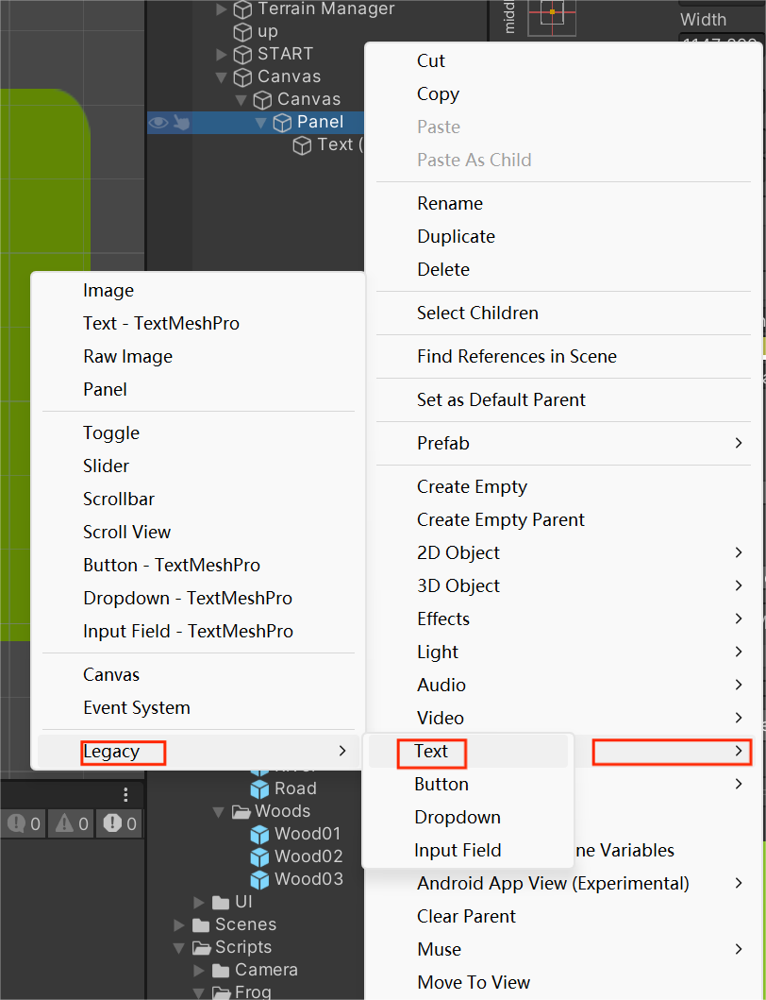 Terrain Manager
up
START
Canvas
Canvas
Panel
Text (
middl
Width
Cut
Copy
Paste
Paste As Child
Rename
Duplicate
Delete
Select Children
Find References in Scene
Set as Default Parent
Prefab
Create Empty
Create Empty Parent
2D Object
3D Object
Effects
Light
Audio
Video
ne Variables
Android App View (Experimental)
Clear Parent
Muse
Move To View
Image
Text - TextMeshPro
Raw Image
Panel
Toggle
Slider
Scrollbar
Scroll View
Button - TextMeshPro
Dropdown - TextMeshPro
Input Field - TextMeshPro
Canvas
Event System
Legacy
Text
Button
Dropdown
Input Field
0 0 0
Road
Woods
Wood01
Wood02
Wood03
UI
Scenes
Scripts
Camera
Frog